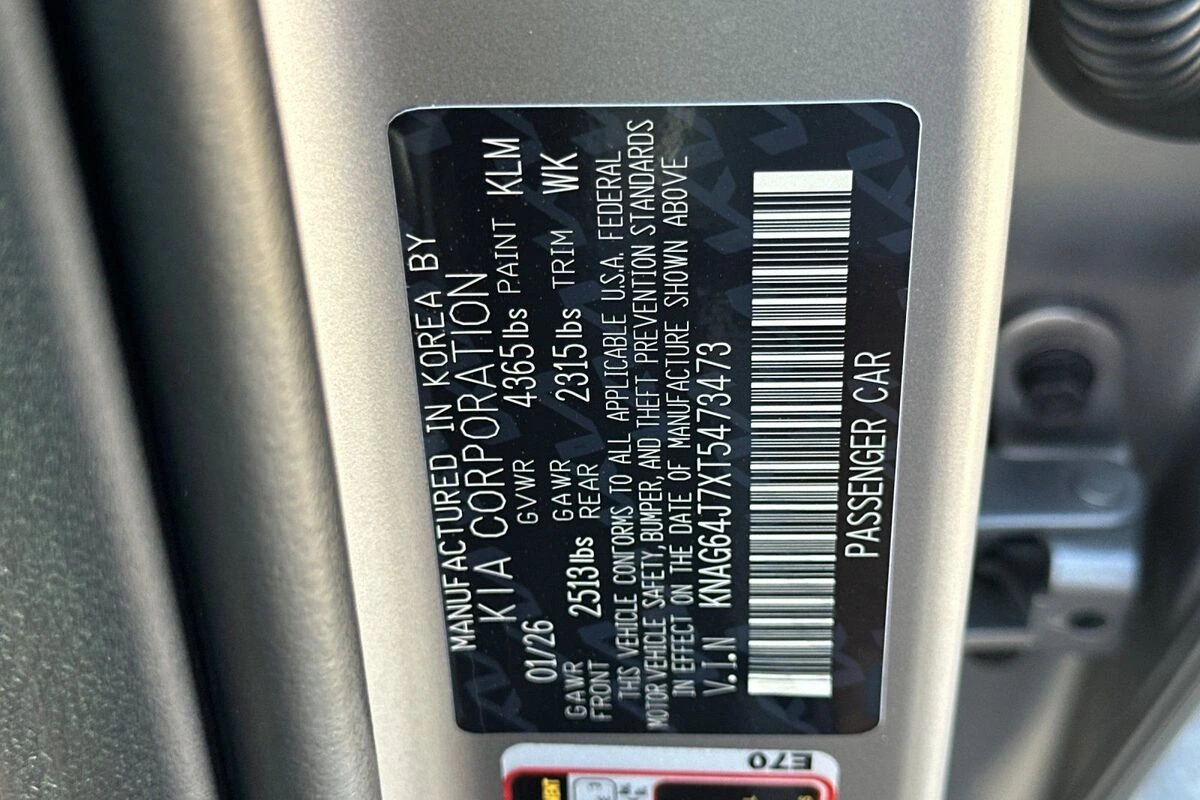 MANUFACTURED IN KOREA BY
KIA CORPORATION
01/26 GVWR 4365lbs PAINT KLM
GAWR FRONT 2513lbs GAWR REAR 2315lbs TRIM WK
THIS VEHICLE CONFORMS TO ALL APPLICABLE U.S.A. FEDERAL
MOTOR VEHICLE SAFETY, BUMPER, AND THEFT PREVENTION STANDARDS
IN EFFECT ON THE DATE OF MANUFACTURE SHOWN ABOVE
V.I.N KNAG64J7XT5473473
PASSENGER CAR
E70